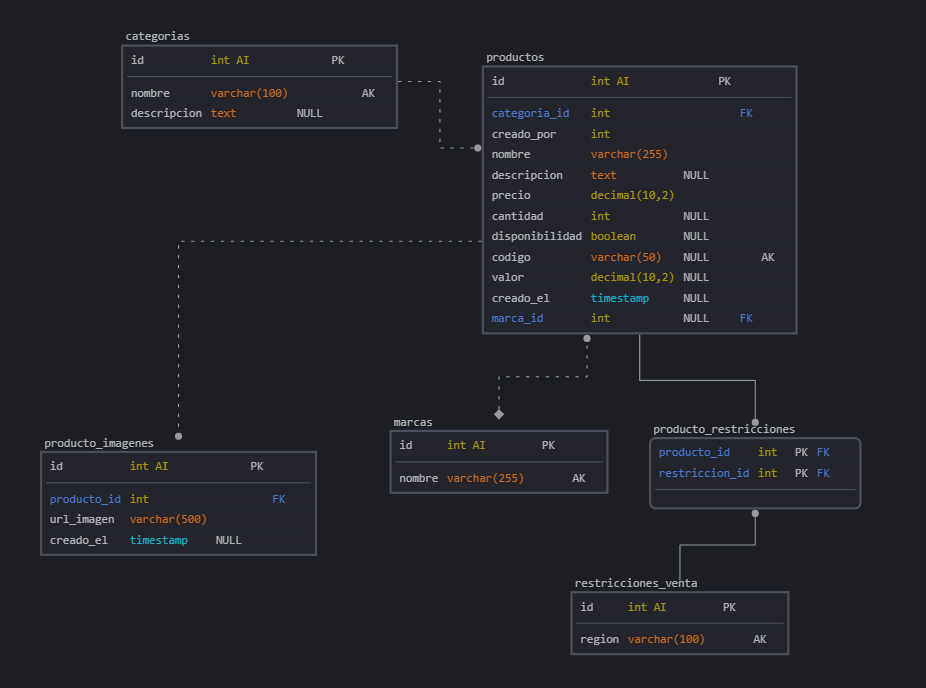 categorias
id int AI PK
nombre varchar(100) AK
descripcion text NULL
productos
id int AI PK
categoria_id int FK
creado_por int
nombre varchar(255)
descripcion text NULL
precio decimal(10,2)
cantidad int NULL
disponibilidad boolean NULL
codigo varchar(50) NULL AK
valor decimal(10,2) NULL
creado_el timestamp NULL
marca_id int NULL FK
producto_imagenes
id int AI PK
producto_id int FK
url_imagen varchar(500)
creado_el timestamp NULL
marcas
id int AI PK
nombre varchar(255) AK
producto_restricciones
producto_id int PK FK
restriccion_id int PK FK
restricciones_venta
id int AI PK
region varchar(100) AK